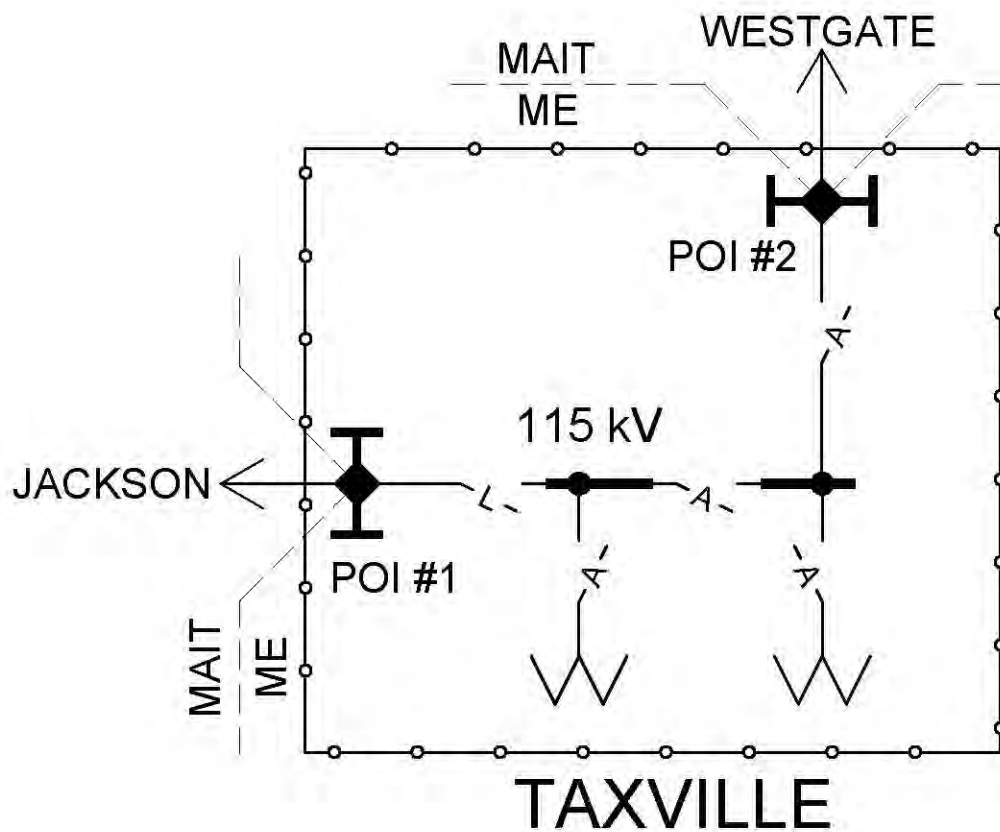 WESTGATE
MAIT
ME
POI #2
A
115 kV
JACKSON
L
A
POI #1
A
A
MAIT
ME
TAXVILLE